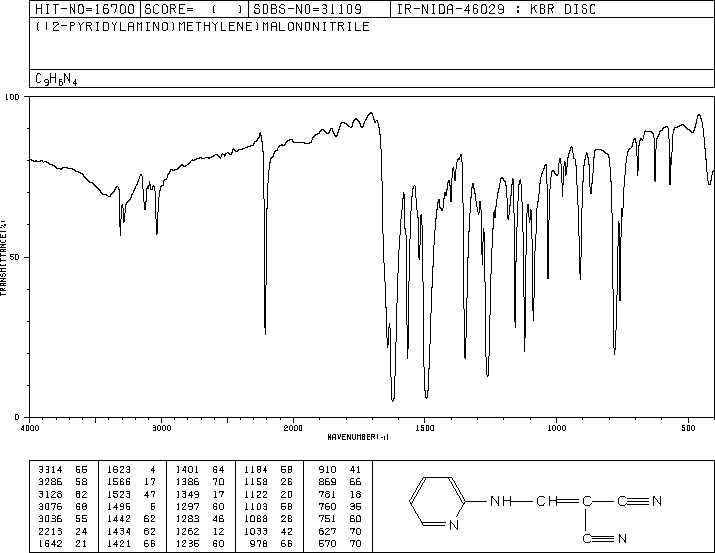 HIT-NO=16700 SCORE= ( ) SDBS-NO=31109 IR-NIDA-46029 : KBR DISC
((2-PYRIDYLAMINO)METHYLENE)MALONONITRILE
C9H6N4
100
50
0
TRANSMITTANCE(%)
4000 3000 2000 1500 1000 500
WAVENUMBER(-1)
3314 55 1623 4 1401 64 1184 58 910 41
3286 58 1566 17 1386 70 1158 26 869 66
3128 62 1523 47 1349 17 1122 20 781 18
3076 68 1495 5 1297 60 1103 58 760 35
3036 55 1442 62 1283 46 1088 28 751 60
2213 24 1434 62 1262 12 1033 42 627 70
1642 21 1421 66 1235 60 978 66 570 70
NH CH C C N
N
C N